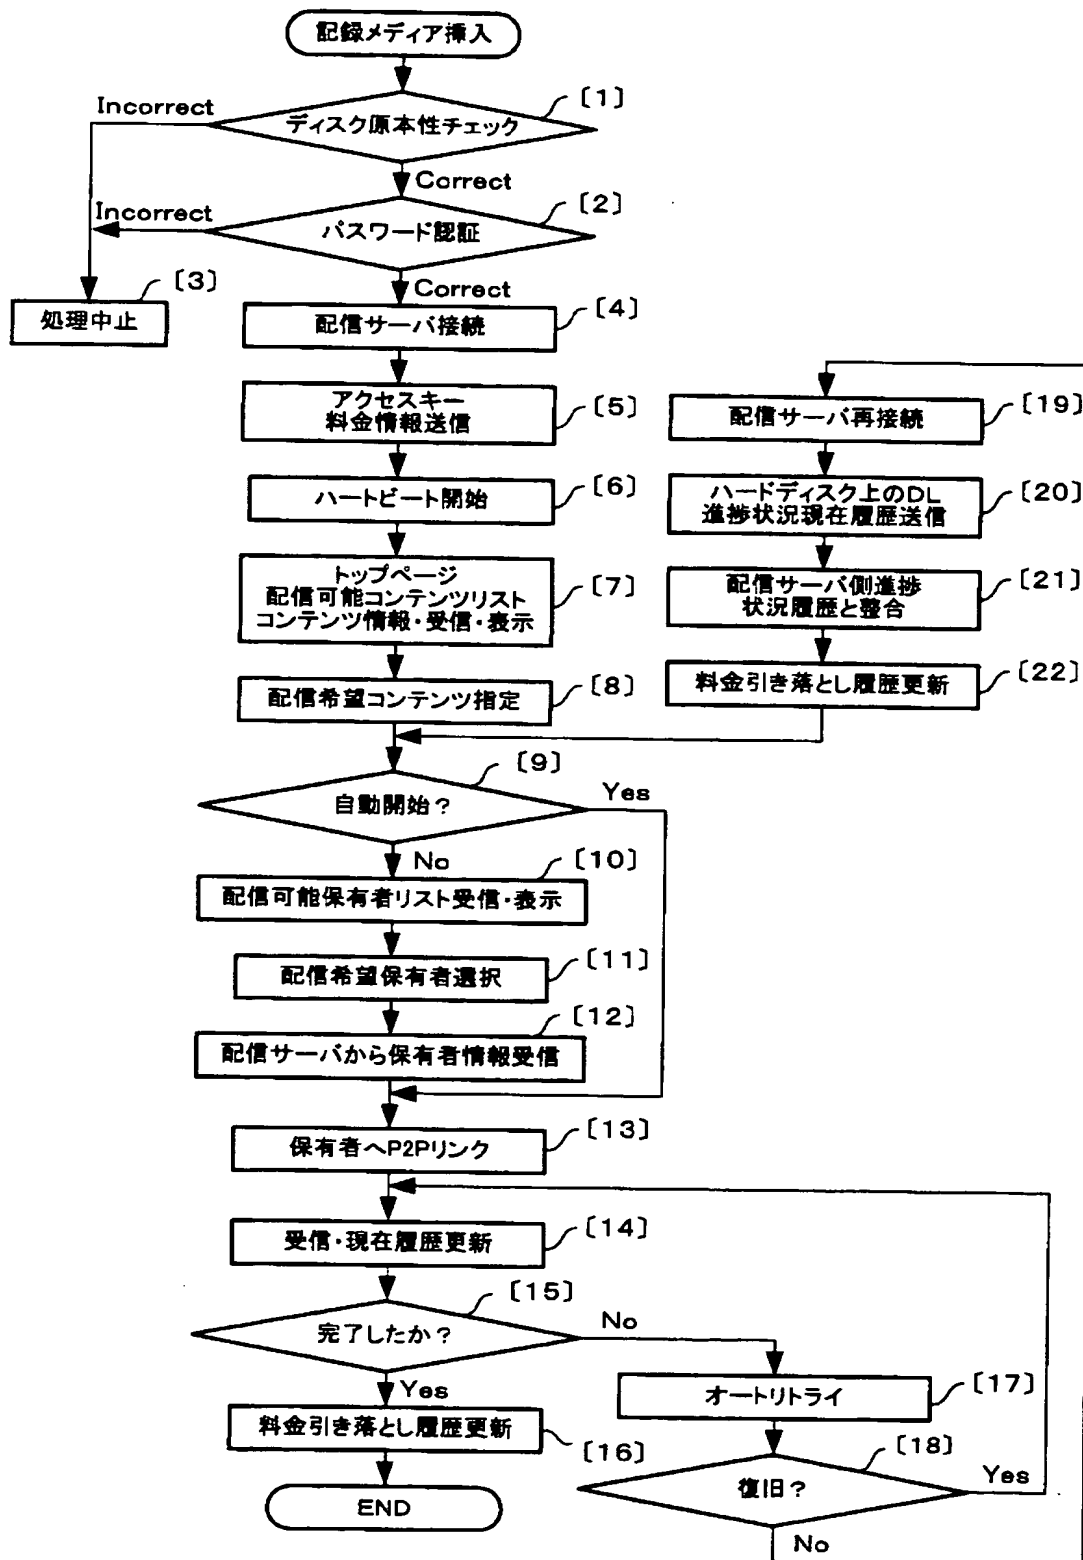 記録メディア挿入
Incorrect
[1]
ディスク原本性チェック
Correct
Incorrect
[2]
パスワード認証
Correct
[3]
処理中止
[4]
配信サーバ接続
アクセスキー
料金情報送信
[5]
ハートビート開始
[6]
トップページ
配信可能コンテンツリスト
コンテンツ情報・受信・表示
[7]
配信希望コンテンツ指定
[8]
配信サーバ再接続
[19]
ハードディスク上のDL
進捗状況現在履歴送信
[20]
配信サーバ側進捗
状況履歴と整合
[21]
料金引き落とし履歴更新
[22]
[9]
自動開始?
Yes
No
[10]
配信可能保有者リスト受信・表示
配信希望保有者選択
[11]
[12]
配信サーバから保有者情報受信
保有者へP2Pリンク
[13]
受信・現在履歴更新
[14]
[15]
完了したか?
No
Yes
料金引き落とし履歴更新
[16]
END
オートリトライ
[17]
[18]
復旧?
Yes
No